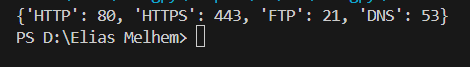 {'HTTP': 80, 'HTTPS': 443, 'FTP': 21, 'DNS': 53}
PS D:\Elias Melhem>